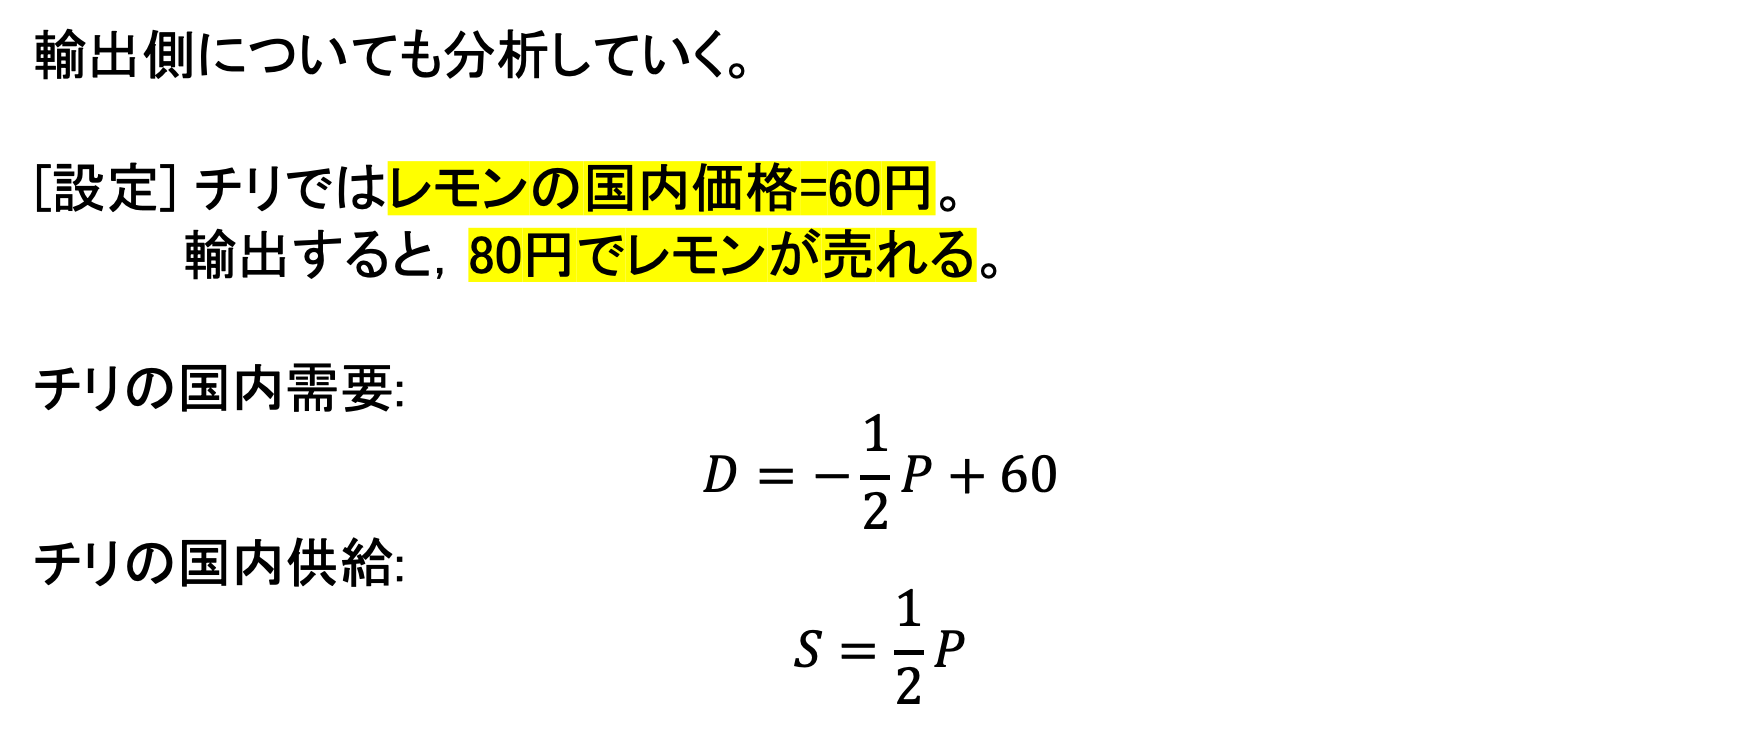 輸出側についても分析していく。
[設定] チリではレモンの国内価格=60円。
輸出すると, 80円でレモンが売れる。
チリの国内需要:
D = −1/2 P + 60
チリの国内供給:
S = 1/2 P